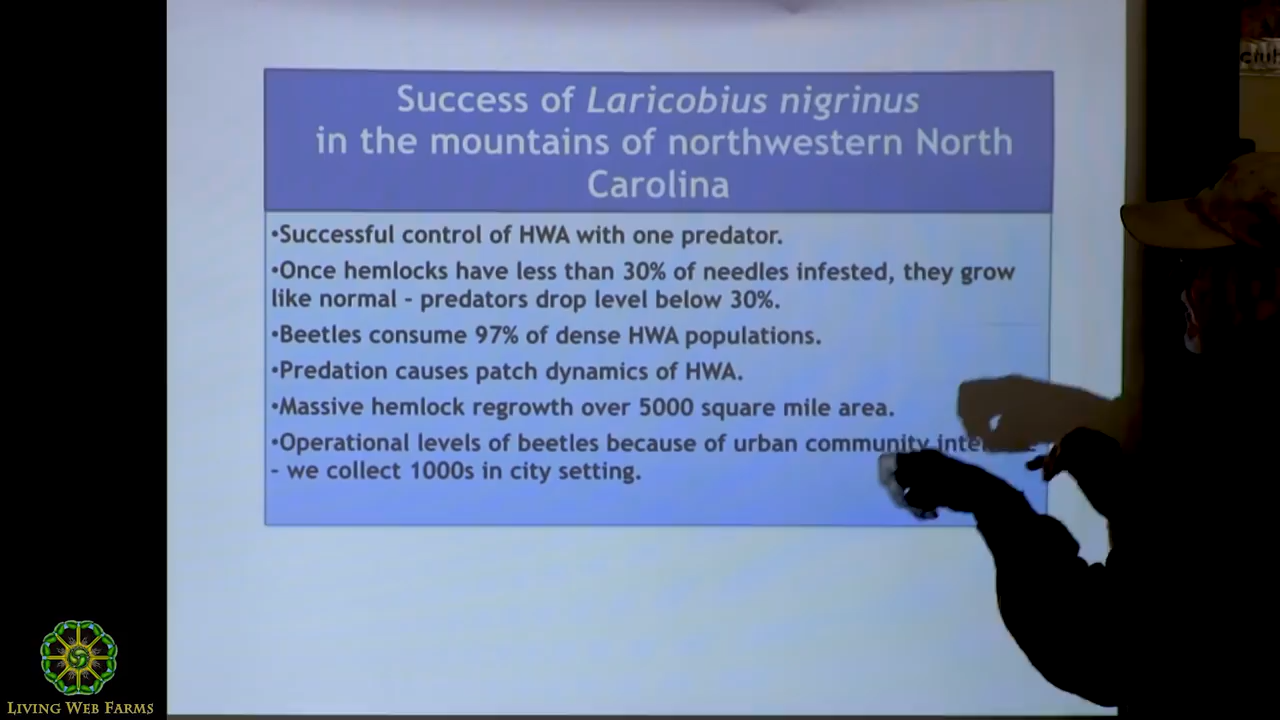 Success of Laricobius nigrinus
in the mountains of northwestern North
Carolina
•Successful control of HWA with one predator.
•Once hemlocks have less than 30% of needles infested, they grow
like normal - predators drop level below 30%.
•Beetles consume 97% of dense HWA populations.
•Predation causes patch dynamics of HWA.
•Massive hemlock regrowth over 5000 square mile area.
•Operational levels of beetles because of urban community
- we collect 1000s in city setting.
LIVING WEB FARMS